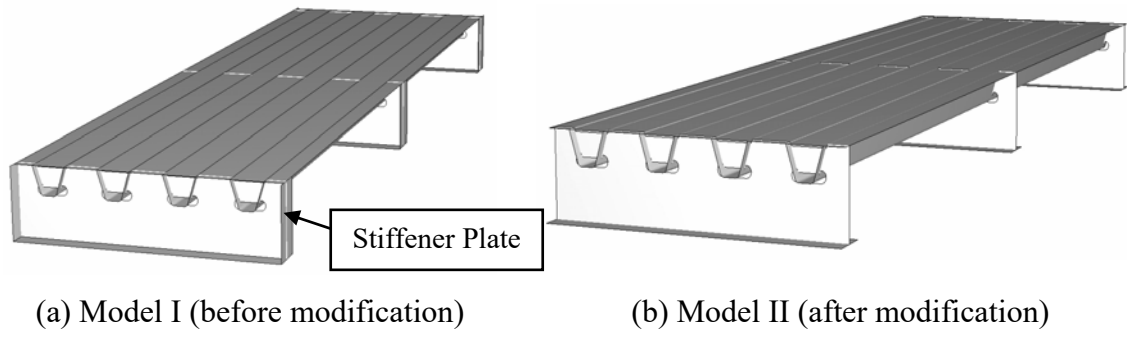 Stiffener Plate
(a) Model I (before modification)
(b) Model II (after modification)